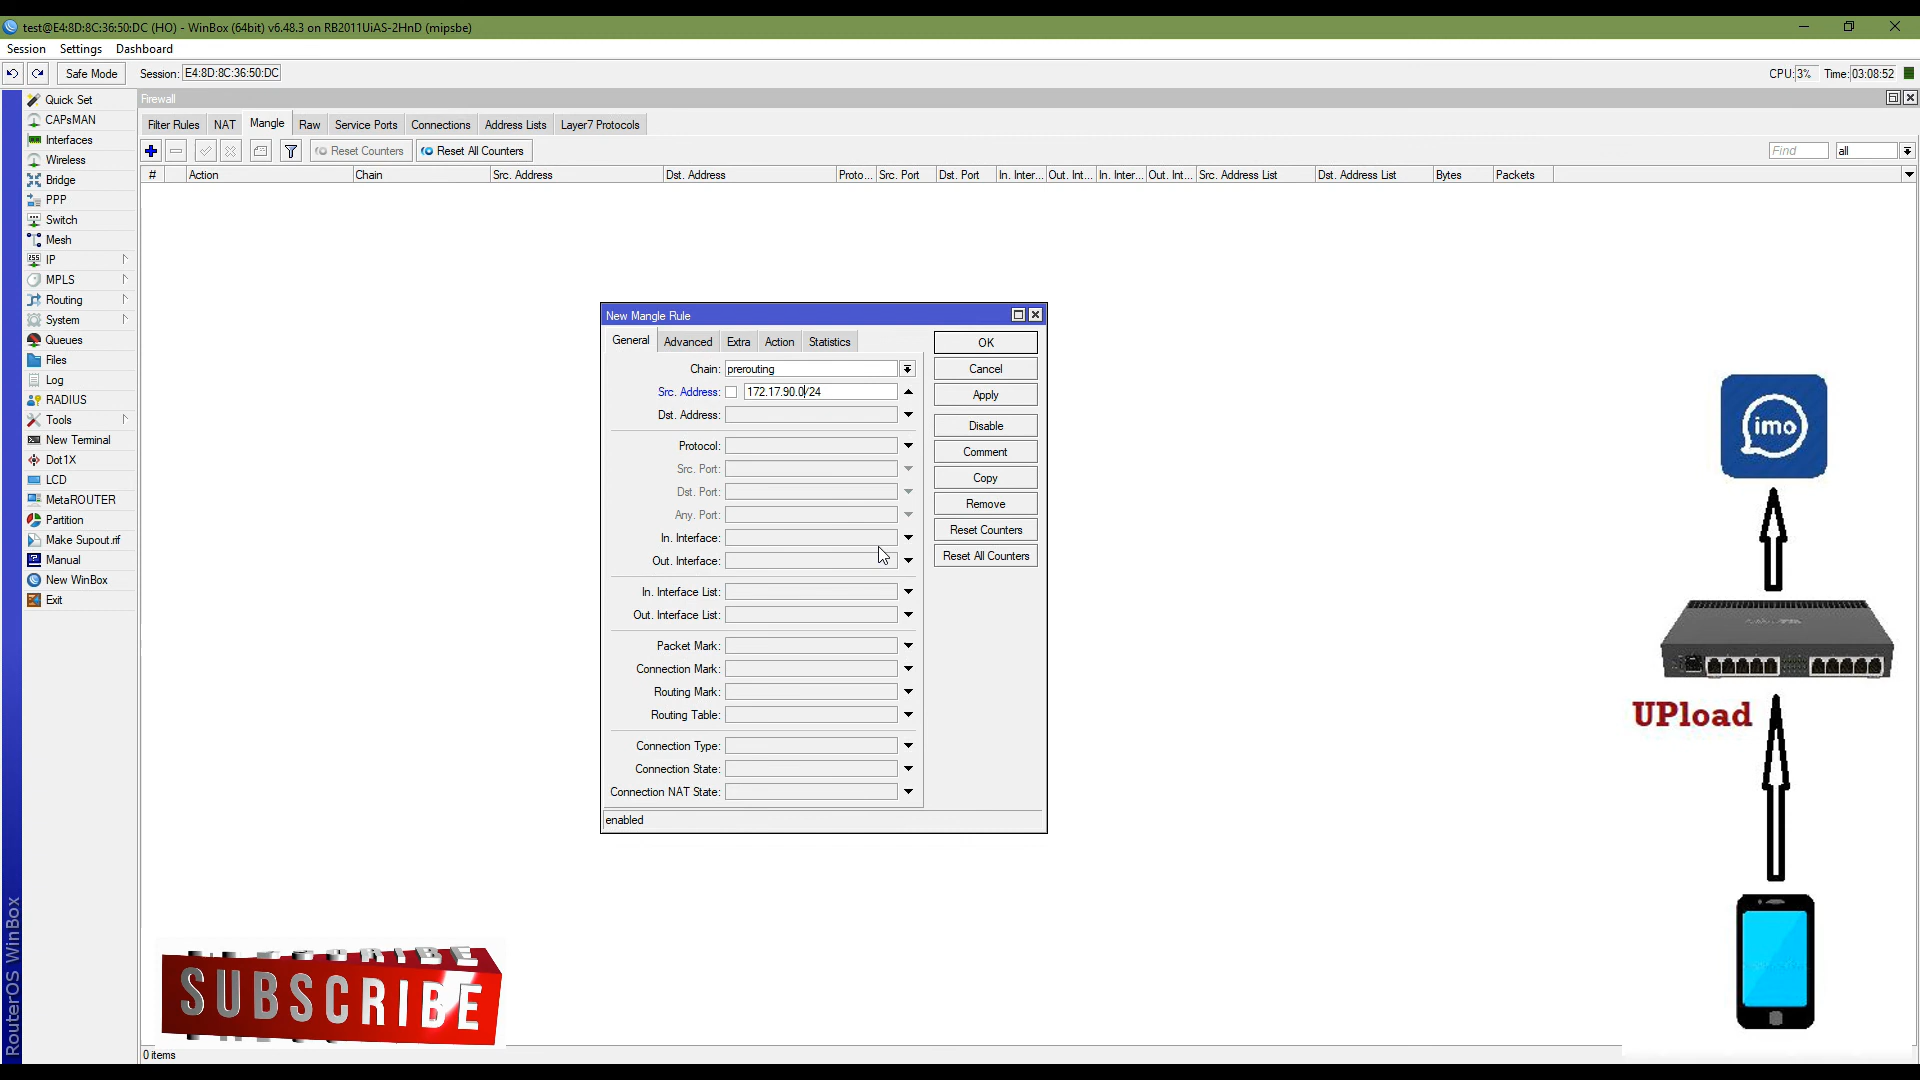 test@E4:8D:8C:36:50:DC (HO) - WinBox (64bit) v6.48.3 on RB2011UiAS-2HnD (mipsbe)
Session Settings Dashboard
Safe Mode Session: E4:8D:8C:36:50:DC CPU: 3% Time: 03:08:52
Quick Set
CAPsMAN
Interfaces
Wireless
Bridge
PPP
Switch
Mesh
IP
MPLS
Routing
System
Queues
Files
Log
RADIUS
Tools
New Terminal
Dot1X
LCD
MetaROUTER
Partition
Make Supout.rif
Manual
New WinBox
Exit
RouterOS WinBox
Firewall
Filter Rules NAT Mangle Raw Service Ports Connections Address Lists Layer7 Protocols
Reset Counters Reset All Counters Find all
# Action Chain Src. Address Dst. Address Proto... Src. Port Dst. Port In. Inter... Out. Int... In. Inter... Out. Int... Src. Address List Dst. Address List Bytes Packets
New Mangle Rule
General Advanced Extra Action Statistics
Chain: prerouting
Src. Address: 172.17.90.0/24
Dst. Address:
Protocol:
Src. Port:
Dst. Port:
Any. Port:
In. Interface:
Out. Interface:
In. Interface List:
Out. Interface List:
Packet Mark:
Connection Mark:
Routing Mark:
Routing Table:
Connection Type:
Connection State:
Connection NAT State:
enabled
OK
Cancel
Apply
Disable
Comment
Copy
Remove
Reset Counters
Reset All Counters
imo
UPload
SUBSCRIBE
0 items